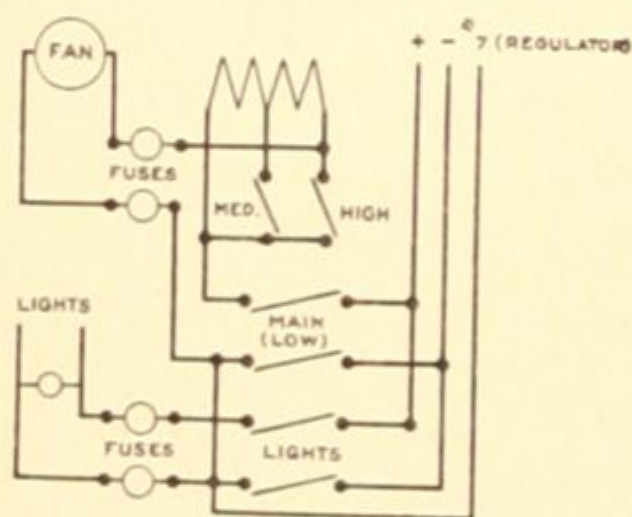 FAN
+ - 7 (REGULATOR)
FUSES
MED. HIGH
LIGHTS
MAIN
(LOW)
FUSES LIGHTS